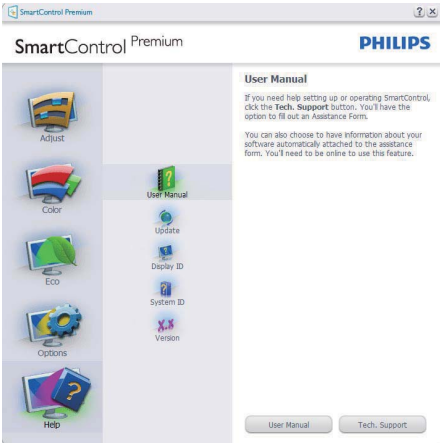 SmartControl Premium
SmartControl Premium
PHILIPS
Adjust
Color
Eco
Options
Help
User Manual
Update
Display ID
System ID
X.X
Version
User Manual
If you need help setting up or operating SmartControl,
click the Tech. Support button. You'll have the
option to fill out an Assistance Form.
You can also choose to have information about your
software automatically attached to the assistance
form. You'll need to be online to use this feature.
User Manual
Tech. Support